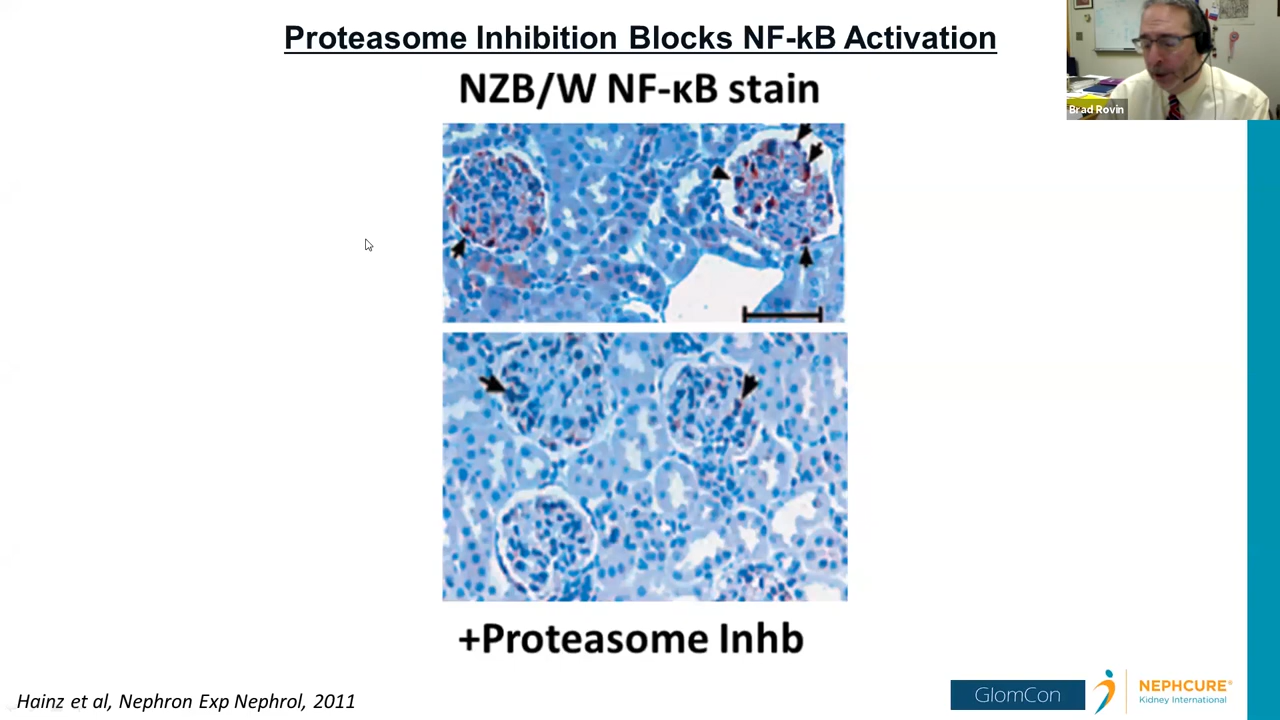 Proteasome Inhibition Blocks NF-kB Activation
NZB/W NF-κB stain
Brad Rovin
+Proteasome Inhb
Hainz et al, Nephron Exp Nephrol, 2011
GlomCon
NEPHCURE®
Kidney International